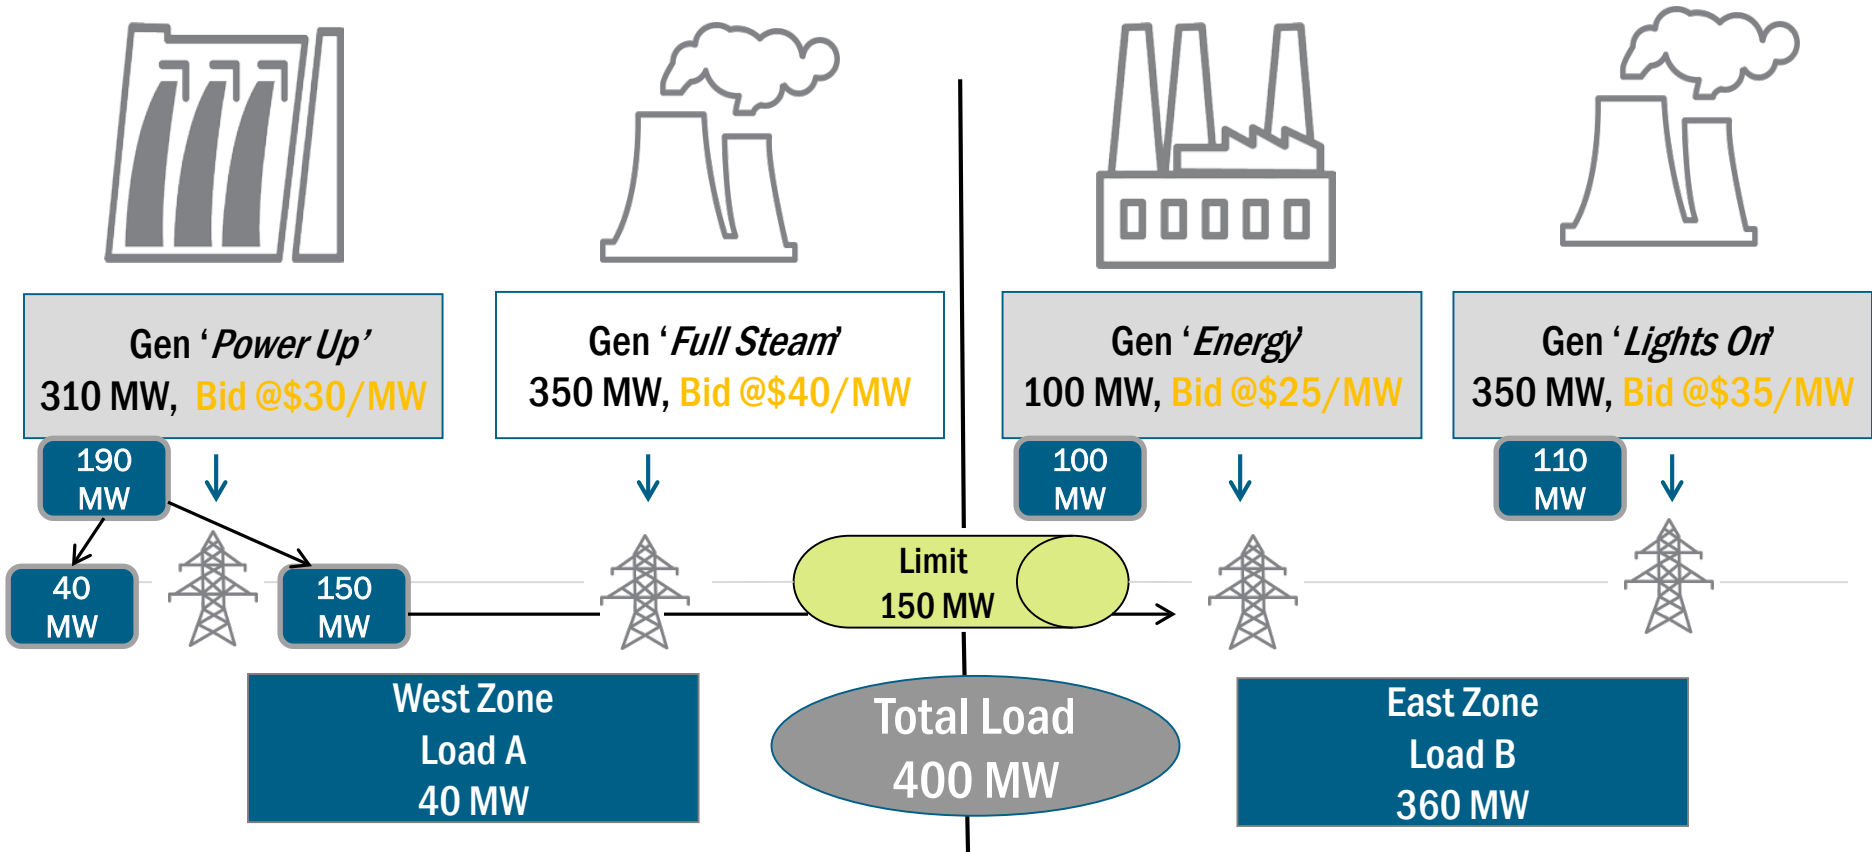 Gen ‘Power Up’
310 MW, Bid @$30/MW
Gen ‘Full Steam’
350 MW, Bid @$40/MW
Gen ‘Energy’
100 MW, Bid @$25/MW
Gen ‘Lights On’
350 MW, Bid @$35/MW
190
MW
100
MW
110
MW
40
MW
150
MW
Limit
150 MW
West Zone
Load A
40 MW
Total Load
400 MW
East Zone
Load B
360 MW